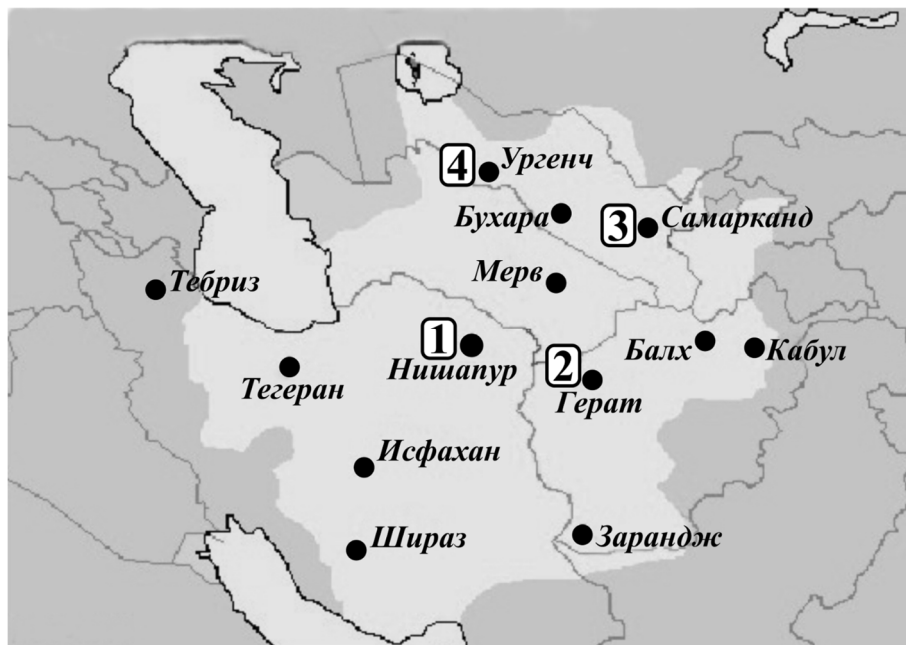 4 Ургенч
Бухара
3 Самарканд
Мерв
Тебриз
1
Нишапур
2
Герат
Балх
Кабул
Тегеран
Исфахан
Шираз
Зарандж